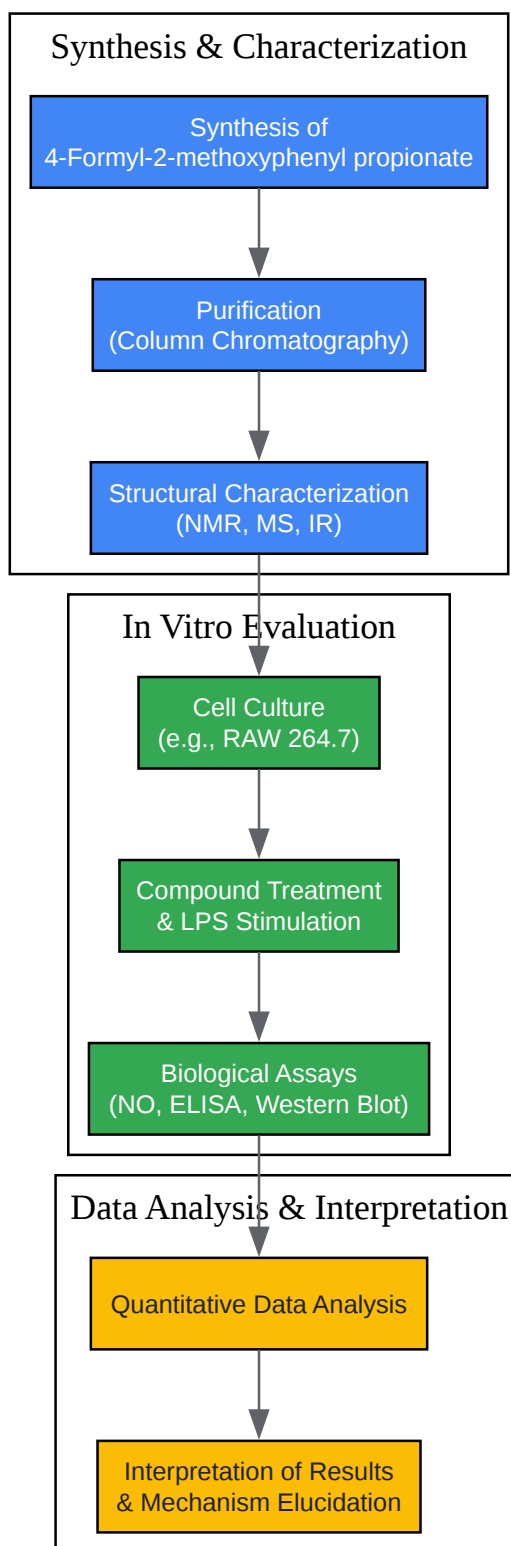 Synthesis & Characterization
Synthesis of
4-Formyl-2-methoxyphenyl propionate
Purification
(Column Chromatography)
Structural Characterization
(NMR, MS, IR)
In Vitro Evaluation
Cell Culture
(e.g., RAW 264.7)
Compound Treatment
& LPS Stimulation
Biological Assays
(NO, ELISA, Western Blot)
Data Analysis & Interpretation
Quantitative Data Analysis
Interpretation of Results
& Mechanism Elucidation